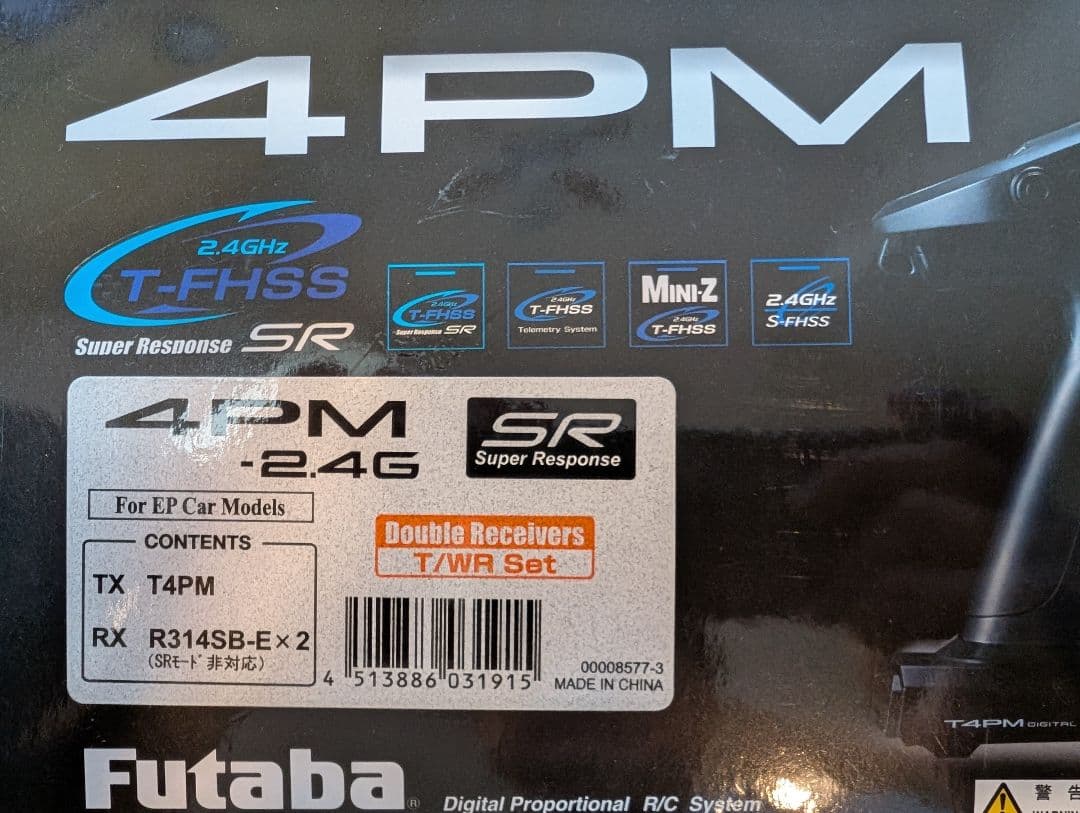 4PM
2.4GHz
T-FHSS
Super Response SR
2.4GHz
T-FHSS
Super Response SR
2.4GHz
T-FHSS
Telemetry System
MINI-Z
2.4GHz
T-FHSS
2.4GHz
S-FHSS
4PM
-2.4G
SR
Super Response
For EP Car Models
CONTENTS
TX T4PM
RX R314SB-E×2
(SRモード非対応)
Double Receivers
T/WR Set
4 513886 031915
00008577-3
MADE IN CHINA
T4PM DIGITAL
Futaba®
Digital Proportional R/C System
警告